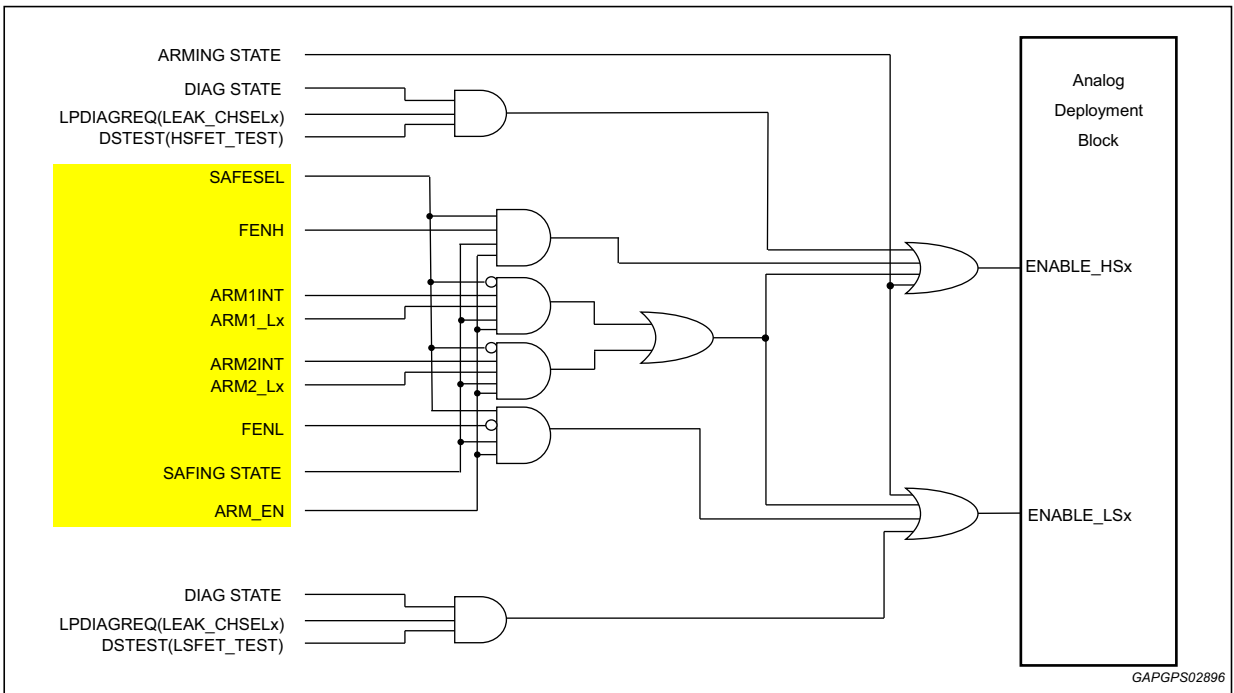 ARMING STATE
DIAG STATE
LPDIAGREQ(LEAK_CHSELx)
DSTEST(HSFET_TEST)
SAFESEL
FENH
ARM1INT
ARM1_Lx
ARM2INT
ARM2_Lx
FENL
SAFING STATE
ARM_EN
DIAG STATE
LPDIAGREQ(LEAK_CHSELx)
DSTEST(LSFET_TEST)
Analog
Deployment
Block
ENABLE_HSx
ENABLE_LSx
GAPGPS02896